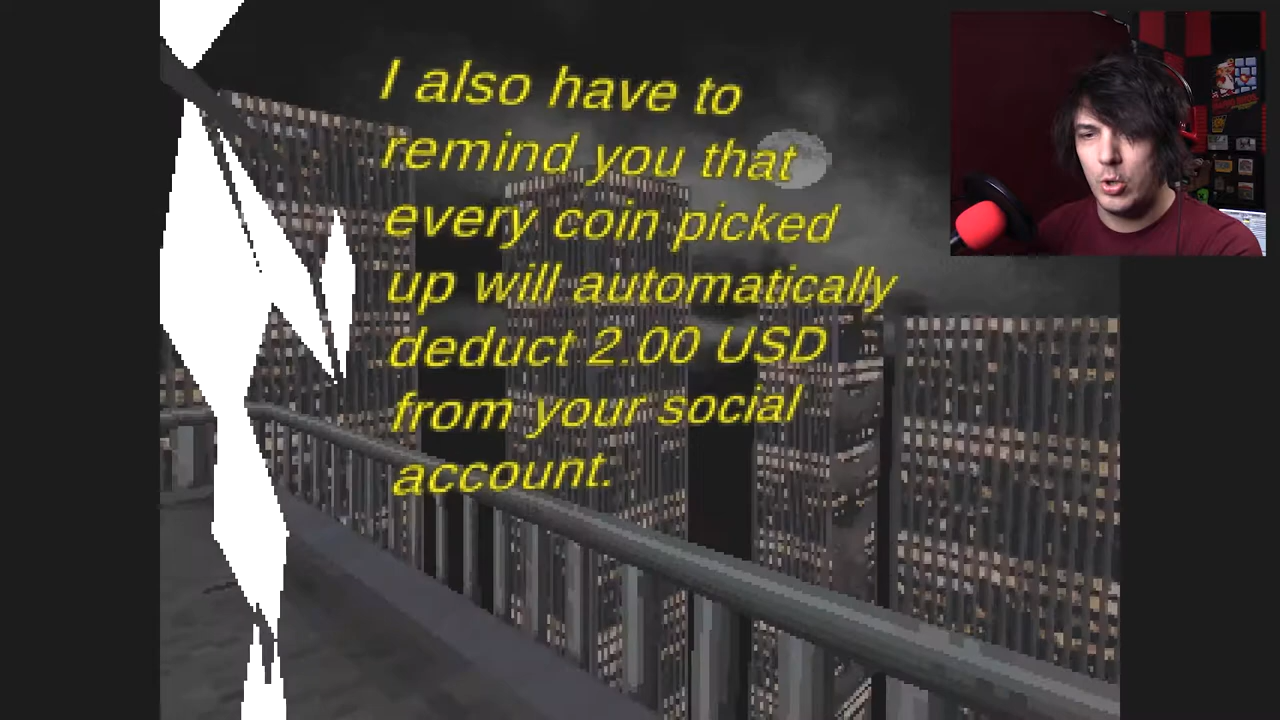 I also have to
remind you that
every coin picked
up will automatically
deduct 2.00 USD
from your social
account.